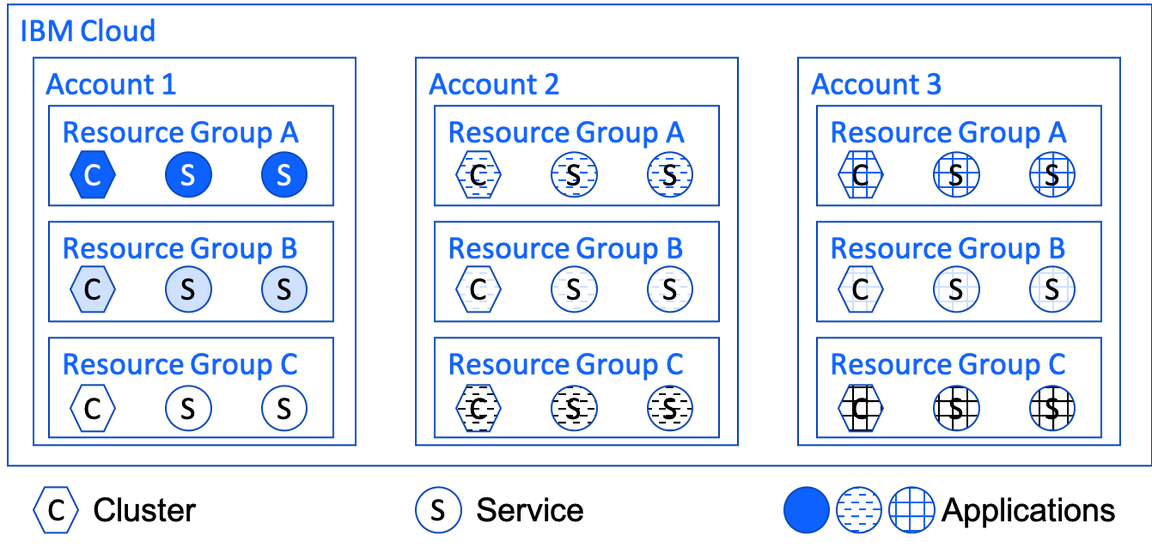 IBM Cloud
Account 1
Resource Group A
C S S
Resource Group B
C S S
Resource Group C
C S S
Account 2
Resource Group A
C S S
Resource Group B
C S S
Resource Group C
C S S
Account 3
Resource Group A
C S S
Resource Group B
C S S
Resource Group C
C S S
C Cluster
S Service
Applications